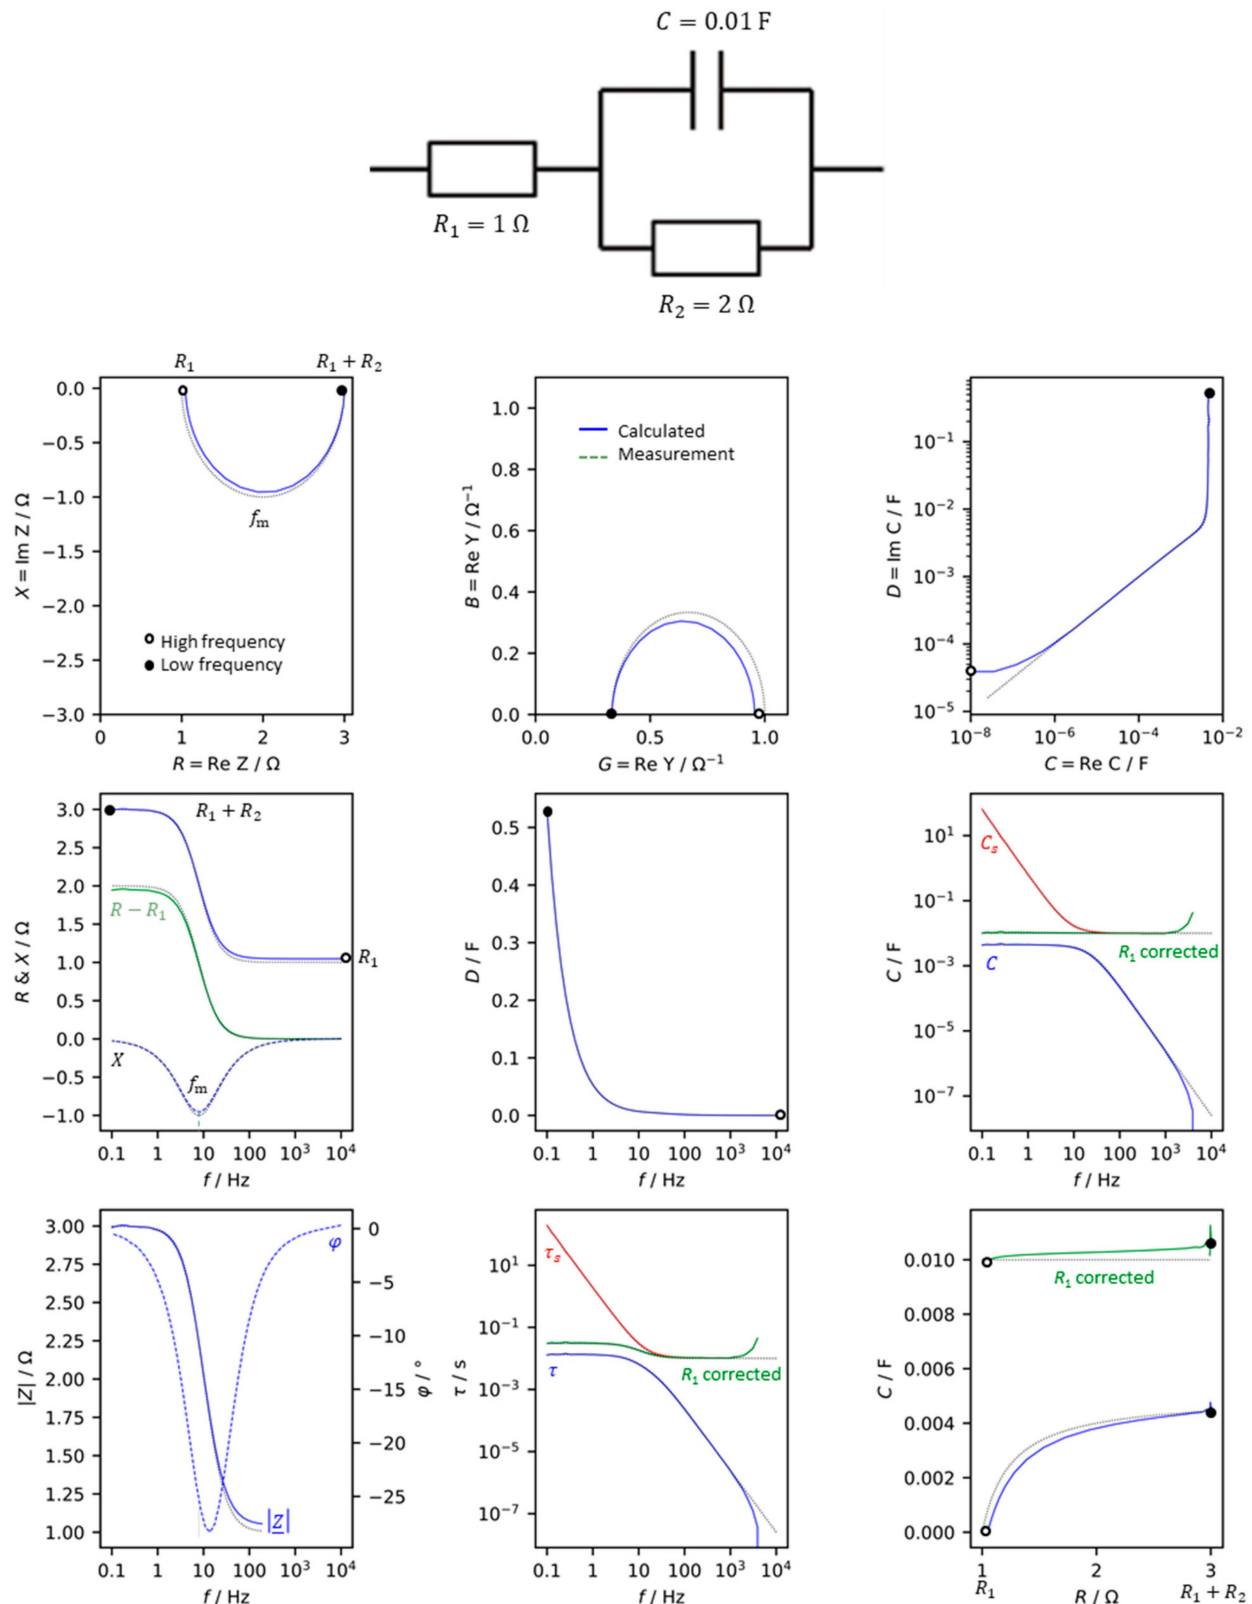 C = 0.01 F
R₁ = 1 Ω
R₂ = 2 Ω
R₁
R₁ + R₂
0.0
−0.5
−1.0
−1.5
−2.0
−2.5
−3.0
X = Im Z / Ω
fₘ
High frequency
Low frequency
0
1
2
3
R = Re Z / Ω
1.0
0.8
0.6
0.4
0.2
0.0
B = Re Y / Ω⁻¹
Calculated
Measurement
0.0
0.5
1.0
G = Re Y / Ω⁻¹
10⁻¹
10⁻²
10⁻³
10⁻⁴
10⁻⁵
D = Im C / F
10⁻⁸
10⁻⁶
10⁻⁴
10⁻²
C = Re C / F
3.0
2.5
2.0
1.5
1.0
0.5
0.0
−0.5
−1.0
R & X / Ω
R₁ + R₂
R − R₁
R₁
X
fₘ
0.1
1
10
100
10³
10⁴
f / Hz
0.5
0.4
0.3
0.2
0.1
0.0
D / F
0.1
1
10
100
10³
10⁴
f / Hz
10¹
10⁻¹
10⁻³
10⁻⁵
10⁻⁷
C / F
Cₛ
R₁ corrected
C
0.1
1
10
100
10³
10⁴
f / Hz
3.00
2.75
2.50
2.25
2.00
1.75
1.50
1.25
1.00
|Z| / Ω
φ
|Z|
0
−5
−10
−15
−20
−25
φ / °
0.1
1
10
100
10³
10⁴
f / Hz
10¹
10⁻¹
10⁻³
10⁻⁵
10⁻⁷
τ / s
τₛ
τ
R₁ corrected
0.1
1
10
100
10³
10⁴
f / Hz
0.010
0.008
0.006
0.004
0.002
0.000
C / F
R₁ corrected
1
2
3
R₁
R / Ω
R₁ + R₂